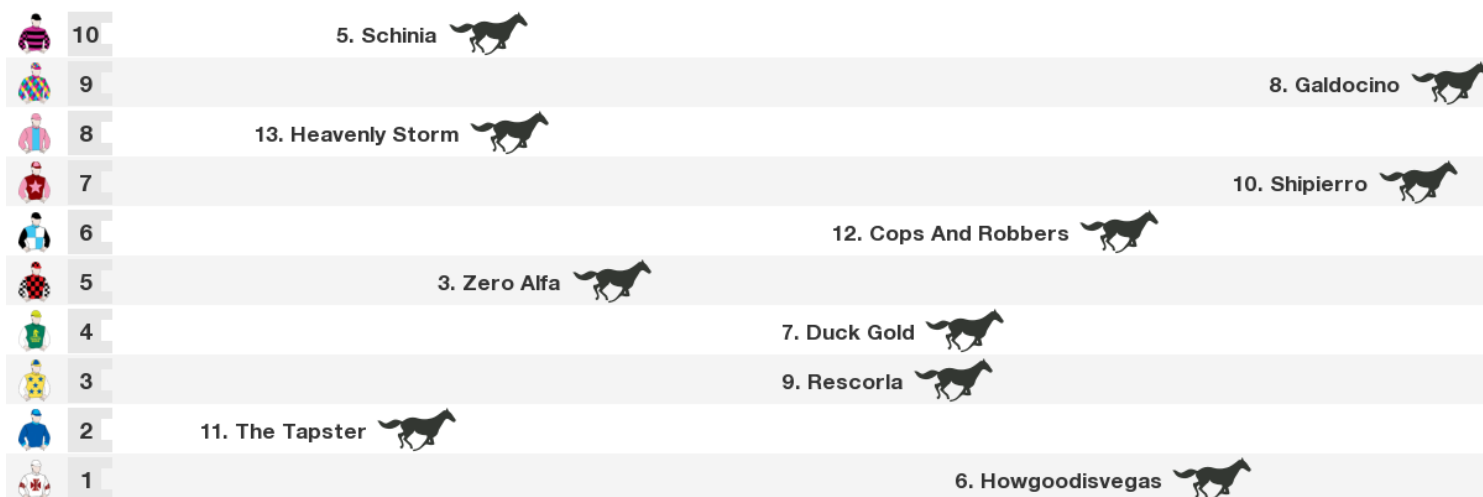 10 5. Schinia
9 8. Galdocino
8 13. Heavenly Storm
7 10. Shipierro
6 12. Cops And Robbers
5 3. Zero Alfa
4 7. Duck Gold
3 9. Rescorla
2 11. The Tapster
1 6. Howgoodisvegas